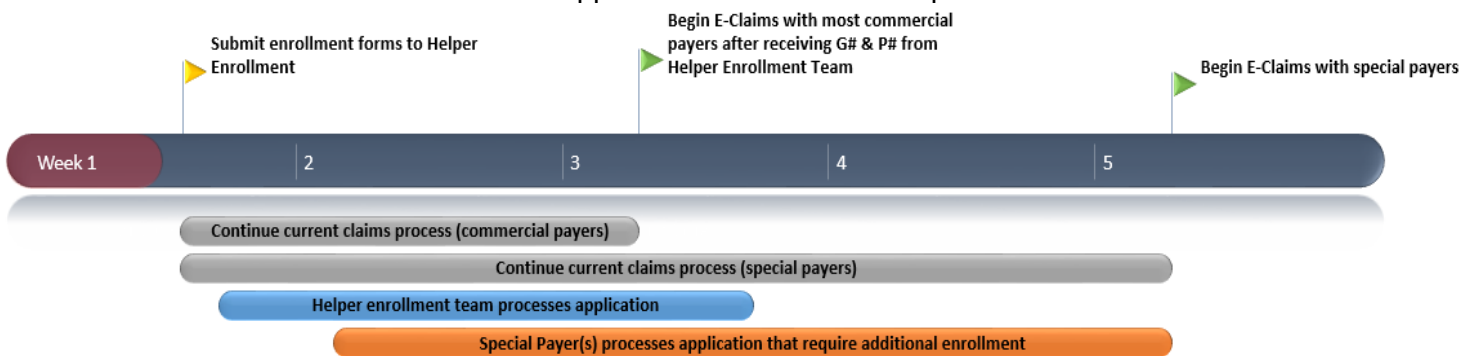 Begin E-Claims with most commercial
payers after receiving G# & P# from
Helper Enrollment Team
Submit enrollment forms to Helper
Enrollment
Begin E-Claims with special payers
Week 1
2
3
4
5
Continue current claims process (commercial payers)
Continue current claims process (special payers)
Helper enrollment team processes application
Special Payer(s) processes application that require additional enrollment